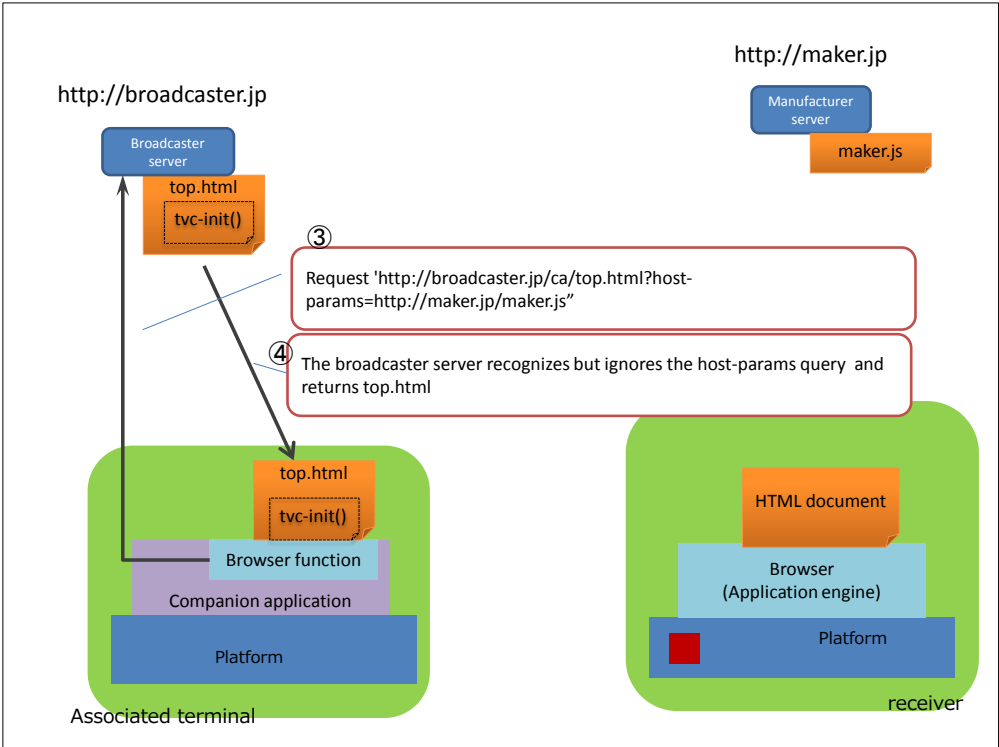 http://maker.jp
http://broadcaster.jp
Manufacturer
server
maker.js
Broadcaster
server
top.html
tvc-init()
③
Request 'http://broadcaster.jp/ca/top.html?host-
params=http://maker.jp/maker.js”
④
The broadcaster server recognizes but ignores the host-params query and
returns top.html
top.html
tvc-init()
Browser function
Companion application
Platform
Associated terminal
HTML document
Browser
(Application engine)
Platform
receiver